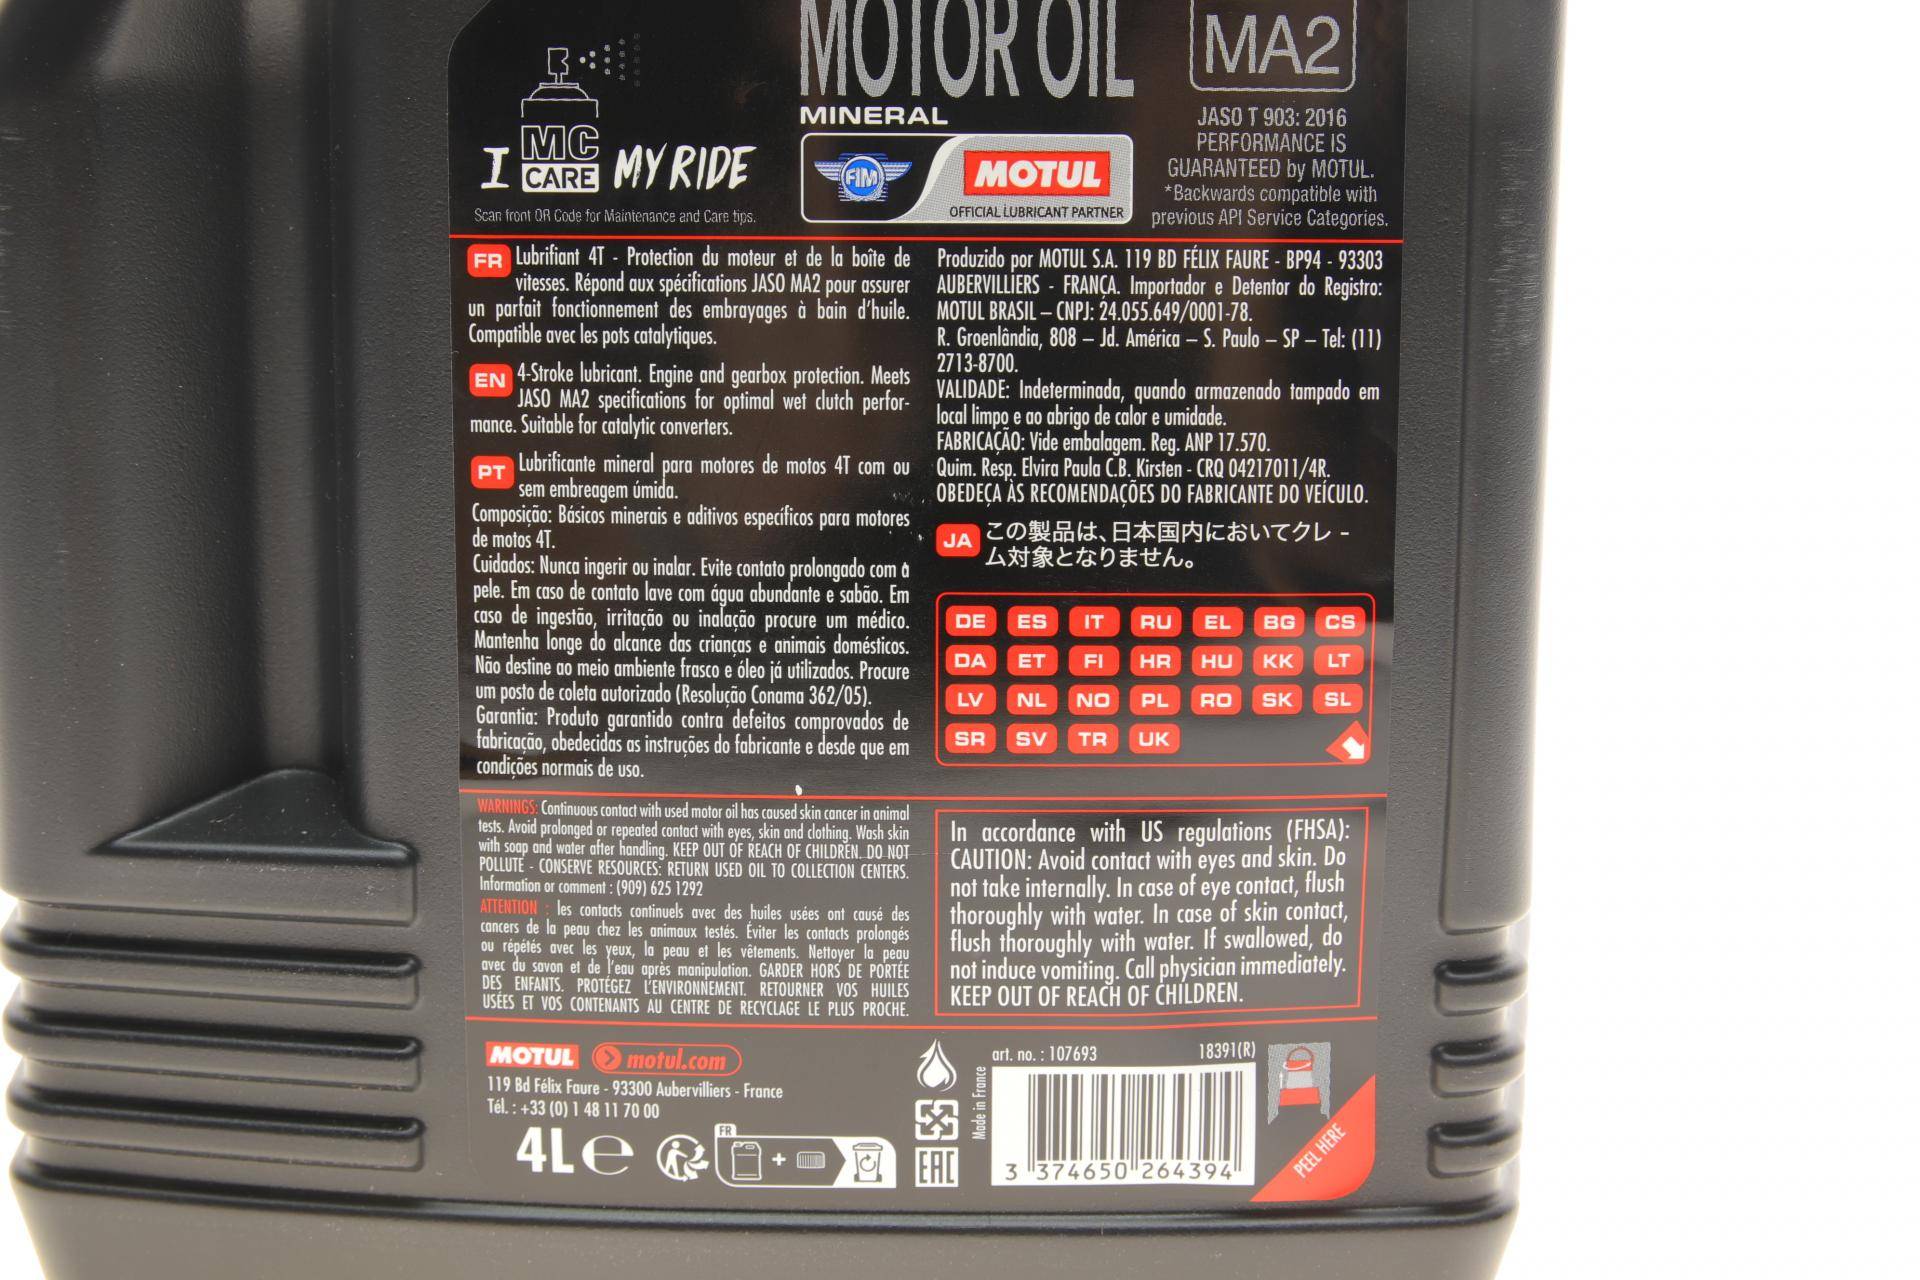 MOTOR OIL
MINERAL
MA2
JASO T 903: 2016
PERFORMANCE IS
GUARANTEED by MOTUL.
*Backwards compatible with
previous API Service Categories.
I MC CARE MY RIDE
Scan front QR Code for Maintenance and Care tips.
FIM
MOTUL
OFFICIAL LUBRICANT PARTNER
FR Lubrifiant 4T - Protection du moteur et de la boîte de
vitesses. Répond aux spécifications JASO MA2 pour assurer
un parfait fonctionnement des embrayages à bain d'huile.
Compatible avec les pots catalytiques.
EN 4-Stroke lubricant. Engine and gearbox protection. Meets
JASO MA2 specifications for optimal wet clutch perfor-
mance. Suitable for catalytic converters.
PT Lubrificante mineral para motores de motos 4T com ou
sem embreagem úmida.
Composição: Básicos minerais e aditivos específicos para motores
de motos 4T.
Cuidados: Nunca ingerir ou inalar. Evite contato prolongado com a
pele. Em caso de contato lave com água abundante e sabão. Em
caso de ingestão, irritação ou inalação procure um médico.
Mantenha longe do alcance das crianças e animais domésticos.
Não destine ao meio ambiente frasco e óleo já utilizados. Procure
um posto de coleta autorizado (Resolução Conama 362/05).
Garantia: Produto garantido contra defeitos comprovados de
fabricação, obedecidas as instruções do fabricante e desde que em
condições normais de uso.
Produzido por MOTUL S.A. 119 BD FÉLIX FAURE - BP94 - 93303
AUBERVILLIERS - FRANÇA. Importador e Detentor do Registro:
MOTUL BRASIL – CNPJ: 24.055.649/0001-78.
R. Groenlândia, 808 – Jd. América – S. Paulo – SP – Tel: (11)
2713-8700.
VALIDADE: Indeterminada, quando armazenado tampado em
local limpo e ao abrigo de calor e umidade.
FABRICAÇÃO: Vide embalagem. Reg. ANP 17.570.
Quim. Resp. Elvira Paula C.B. Kirsten - CRQ 04217011/4R.
OBEDEÇA ÀS RECOMENDAÇÕES DO FABRICANTE DO VEÍCULO.
JA この製品は、日本国内においてクレ -
ム対象となりません。
DE ES IT RU EL BG CS
DA ET FI HR HU KK LT
LV NL NO PL RO SK SL
SR SV TR UK
WARNINGS: Continuous contact with used motor oil has caused skin cancer in animal
tests. Avoid prolonged or repeated contact with eyes, skin and clothing. Wash skin
with soap and water after handling. KEEP OUT OF REACH OF CHILDREN. DO NOT
POLLUTE - CONSERVE RESOURCES: RETURN USED OIL TO COLLECTION CENTERS.
Information or comment : (909) 625 1292
ATTENTION : les contacts continuels avec des huiles usées ont causé des
cancers de la peau chez les animaux testés. Éviter les contacts prolongés
ou répétés avec les yeux, la peau et les vêtements. Nettoyer la peau
avec du savon et de l'eau après manipulation. GARDER HORS DE PORTÉE
DES ENFANTS. PROTÉGEZ L'ENVIRONNEMENT. RETOURNER VOS HUILES
USÉES ET VOS CONTENANTS AU CENTRE DE RECYCLAGE LE PLUS PROCHE.
In accordance with US regulations (FHSA):
CAUTION: Avoid contact with eyes and skin. Do
not take internally. In case of eye contact, flush
thoroughly with water. In case of skin contact,
flush thoroughly with water. If swallowed, do
not induce vomiting. Call physician immediately.
KEEP OUT OF REACH OF CHILDREN.
MOTUL motul.com
119 Bd Félix Faure - 93300 Aubervilliers - France
Tél. : +33 (0) 1 48 11 70 00
4L e
FR
+
EAC
Made in France
art. no. : 107693
18391(R)
3 374650 264394
PEEL HERE